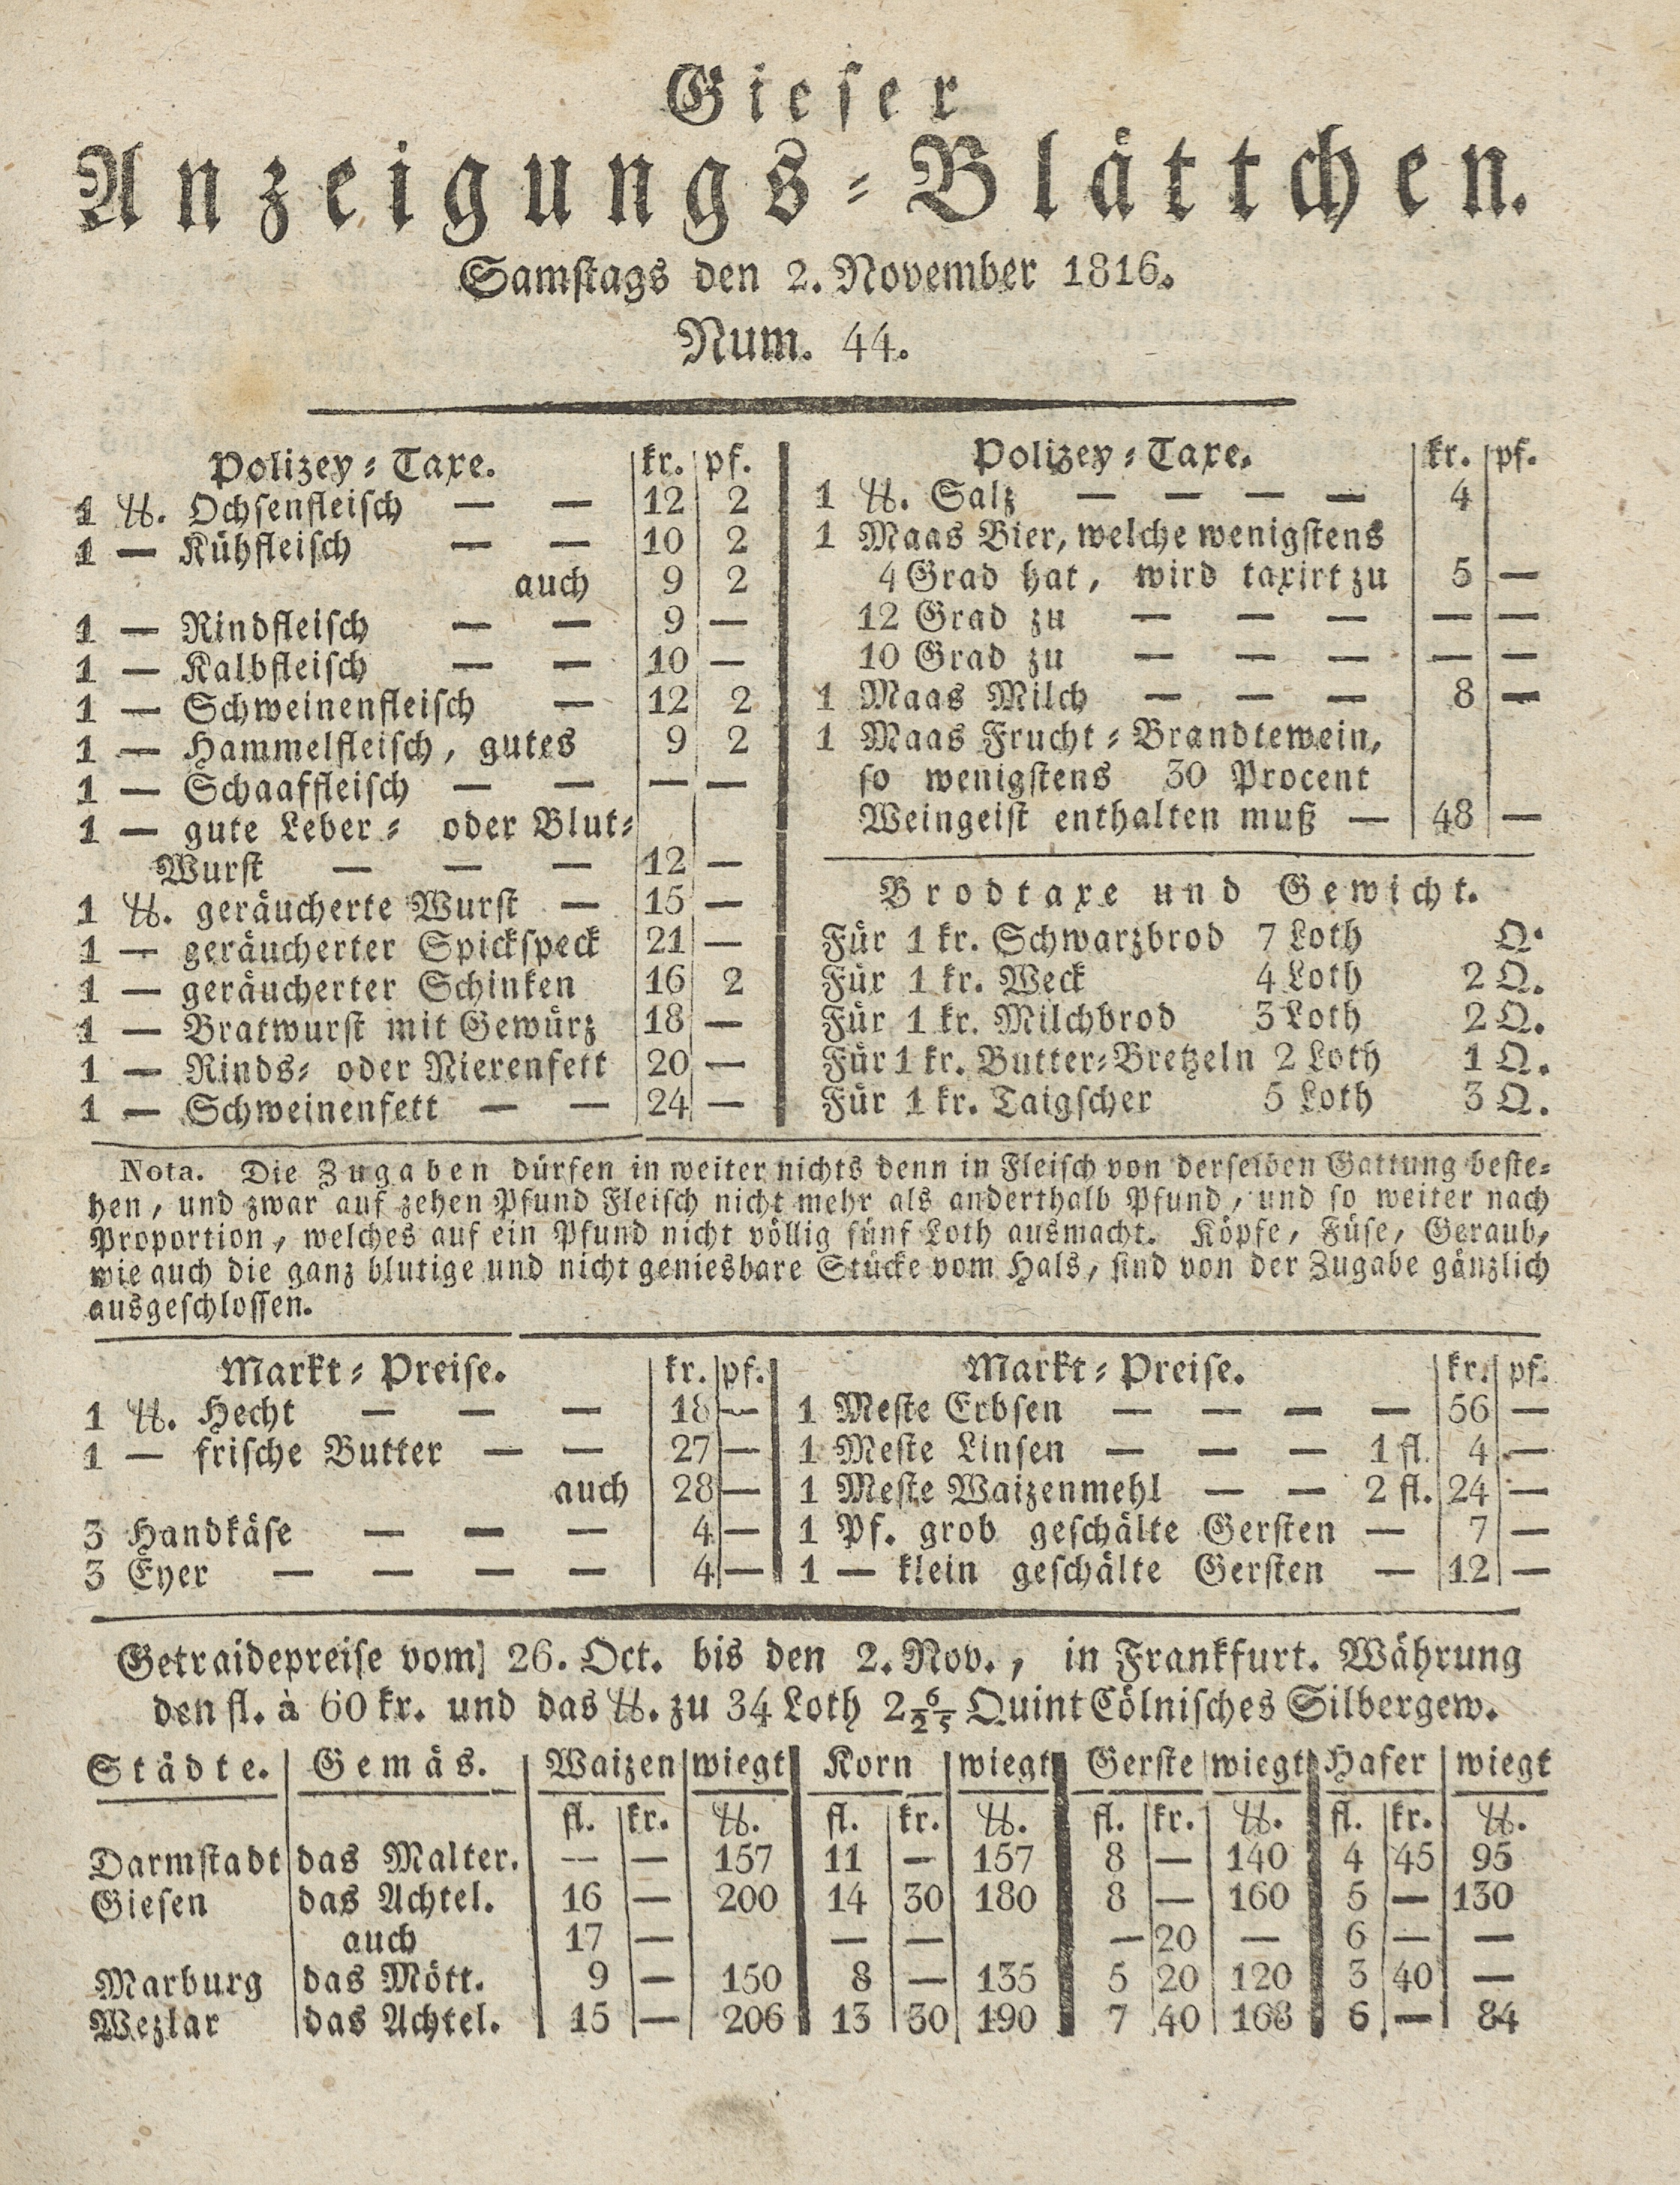 Gieser
Anzeigungs-Blättchen.
Samstags den 2. November 1816.
Num. 44.
Polizey-Taxe. kr. pf.
1 ℔. Ochsenfleisch — — 12 2
1 — Kühfleisch — — 10 2
auch 9 2
1 — Rindfleisch — — 9 —
1 — Kalbfleisch — — 10 —
1 — Schweinenfleisch — 12 2
1 — Hammelfleisch, gutes 9 2
1 — Schaaffleisch — — — —
1 — gute Leber- oder Blut-
Wurst — — — 12 —
1 ℔. geräucherte Wurst — 15 —
1 — geräucherter Spickspeck 21 —
1 — geräucherter Schinken 16 2
1 — Bratwurst mit Gewürz 18 —
1 — Rinds- oder Nierenfett 20 —
1 — Schweinenfett — — 24 —
Polizey-Taxe. kr. pf.
1 ℔. Salz — — — — 4
1 Maas Bier, welche wenigstens
4 Grad hat, wird taxirt zu 5 —
12 Grad zu — — — — —
10 Grad zu — — — — —
1 Maas Milch — — — 8 —
1 Maas Frucht-Brandtewein,
so wenigstens 30 Procent
Weingeist enthalten muß — 48 —
Brodtaxe und Gewicht.
Für 1 kr. Schwarzbrod 7 Loth Q.
Für 1 kr. Weck 4 Loth 2 Q.
Für 1 kr. Milchbrod 3 Loth 2 Q.
Für 1 kr. Butter-Bretzeln 2 Loth 1 Q.
Für 1 kr. Taigscher 5 Loth 3 Q.
Nota. Die Zugaben dürfen in weiter nichts denn in Fleisch von derselben Gattung beste-
hen, und zwar auf zehen Pfund Fleisch nicht mehr als anderthalb Pfund, und so weiter nach
Proportion, welches auf ein Pfund nicht völlig fünf Loth ausmacht. Köpfe, Füse, Geraub,
wie auch die ganz blutige und nicht geniesbare Stücke vom Hals, sind von der Zugabe gänzlich
ausgeschlossen.
Markt-Preise. kr. pf.
1 ℔. Hecht — — — 18 —
1 — frische Butter — — 27 —
auch 28 —
3 Handkäse — — — 4 —
3 Eyer — — — — 4 —
Markt-Preise. kr. pf.
1 Meste Erbsen — — — — 56 —
1 Meste Linsen — — — 1 fl. 4 —
1 Meste Waizenmehl — — 2 fl. 24 —
1 Pf. grob geschälte Gersten — 7 —
1 — klein geschälte Gersten — 12 —
Getraidepreise vom 26. Oct. bis den 2. Nov., in Frankfurt. Währung
den fl. à 60 kr. und das ℔. zu 34 Loth 2 6/25 Quint Cölnisches Silbergew.
Städte. Gemäs. Waizen wiegt Korn wiegt Gerste wiegt Hafer wiegt
fl. kr. ℔. fl. kr. ℔. fl. kr. ℔. fl. kr. ℔.
Darmstadt das Malter. — — 157 11 — 157 8 — 140 4 45 95
Giesen das Achtel. 16 — 200 14 30 180 8 — 160 5 — 130
auch 17 — — — — 20 — 6 — —
Marburg das Mött. 9 — 150 8 — 135 5 20 120 3 40 —
Wezlar das Achtel. 15 — 206 13 30 190 7 40 168 6 — 84